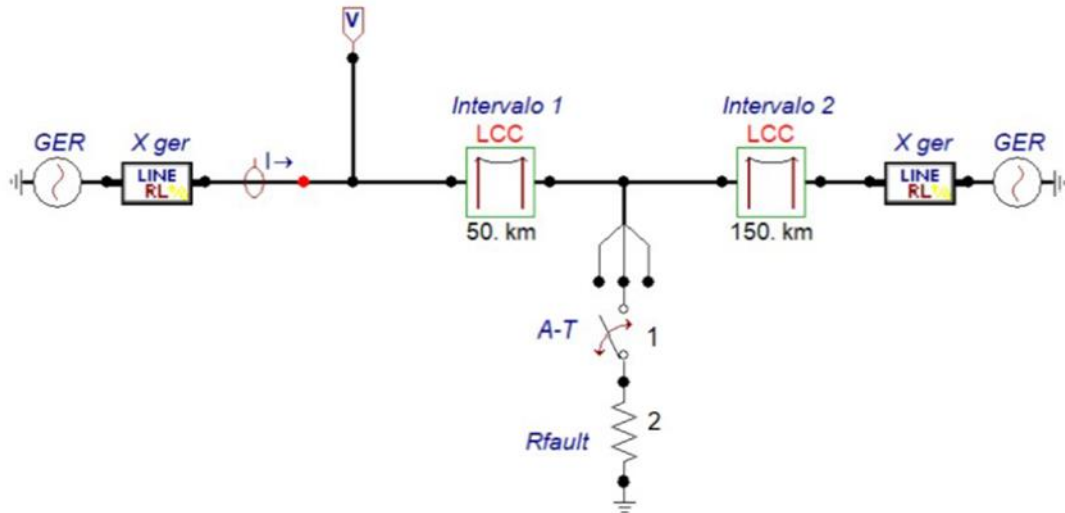 V
Intervalo 1
Intervalo 2
GER
X ger
I→
LCC
LCC
X ger
GER
LINE
RL%
LINE
RL%
50. km
150. km
A-T
1
Rfault
2